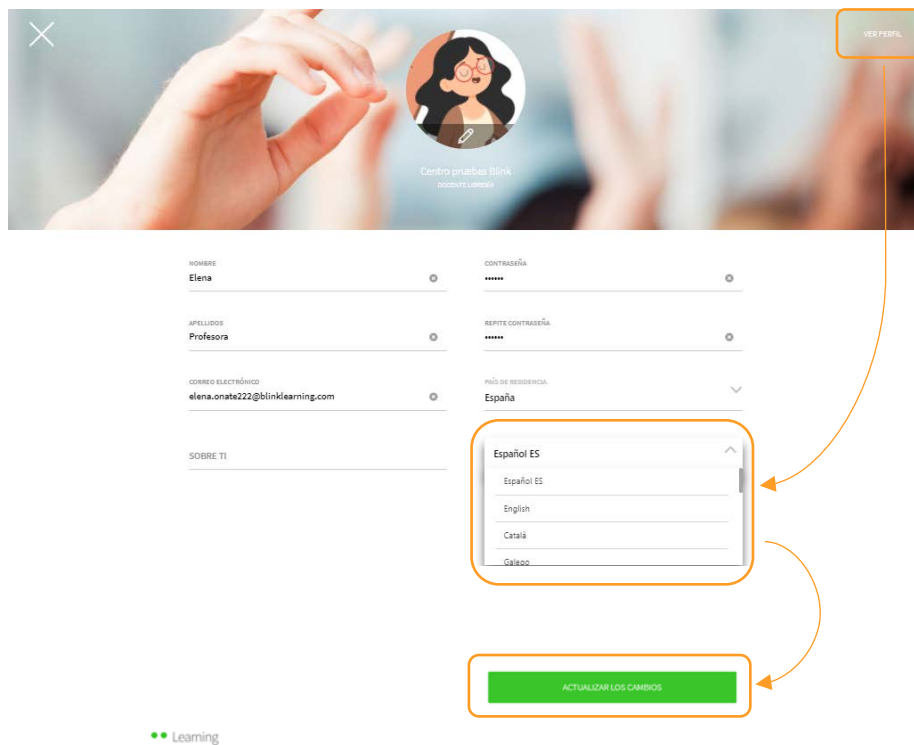 VER PERFIL
Centro pruebas Blink
DOCENTE LIBRERÍA
NOMBRE
Elena
CONTRASEÑA
••••••
APELLIDOS
Profesora
REPITE CONTRASEÑA
••••••
CORREO ELECTRÓNICO
elena.onate222@blinklearning.com
PAÍS DE RESIDENCIA
España
SOBRE TI
Español ES
Español ES
English
Català
Galego
ACTUALIZAR LOS CAMBIOS
Learning